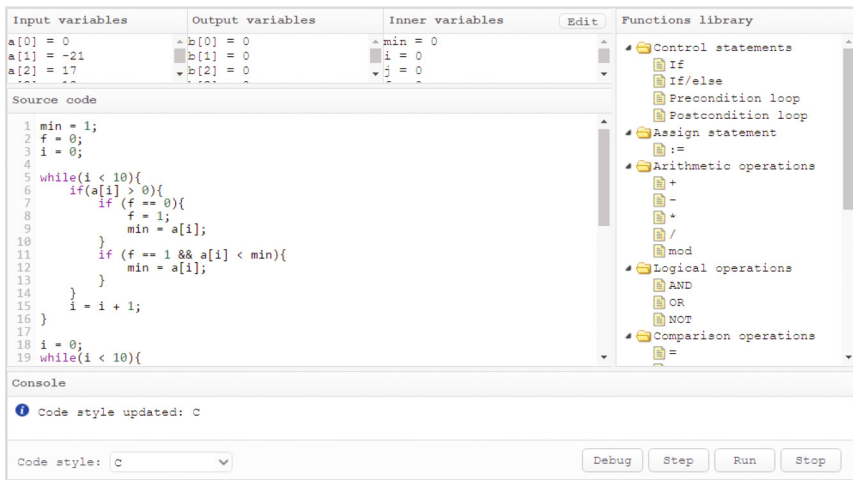 Input variables
a[0] = 0
a[1] = -21
a[2] = 17
Output variables
b[0] = 0
b[1] = 0
b[2] = 0
Inner variables
Edit
min = 0
i = 0
j = 0
Functions library
Control statements
If
If/else
Precondition loop
Postcondition loop
Assign statement
:=
Arithmetic operations
+
-
*
/
mod
Logical operations
AND
OR
NOT
Comparison operations
=
Source code
1 min = 1;
2 f = 0;
3 i = 0;
4
5 while(i < 10){
6 if(a[i] > 0){
7 if (f == 0){
8 f = 1;
9 min = a[i];
10 }
11 if (f == 1 && a[i] < min){
12 min = a[i];
13 }
14 }
15 i = i + 1;
16 }
17
18 i = 0;
19 while(i < 10){
Console
Code style updated: C
Code style: C
Debug
Step
Run
Stop